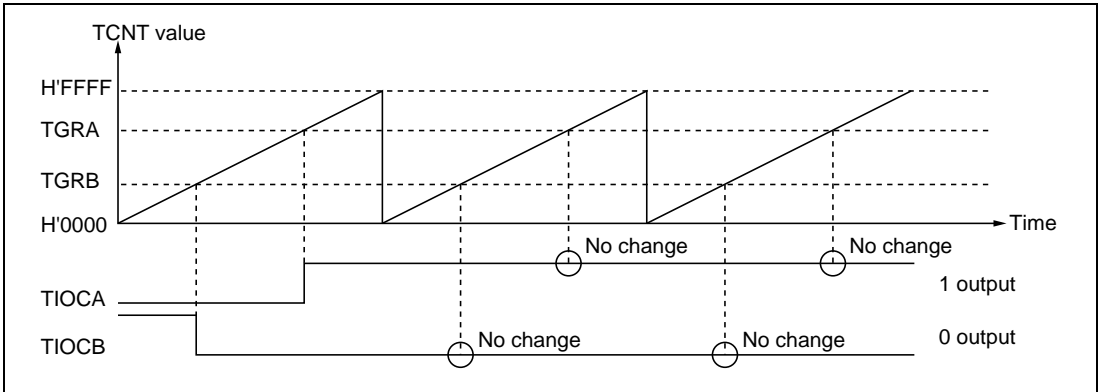 TCNT value
H'FFFF
TGRA
TGRB
H'0000
Time
No change
No change
1 output
TIOCA
No change
No change
0 output
TIOCB